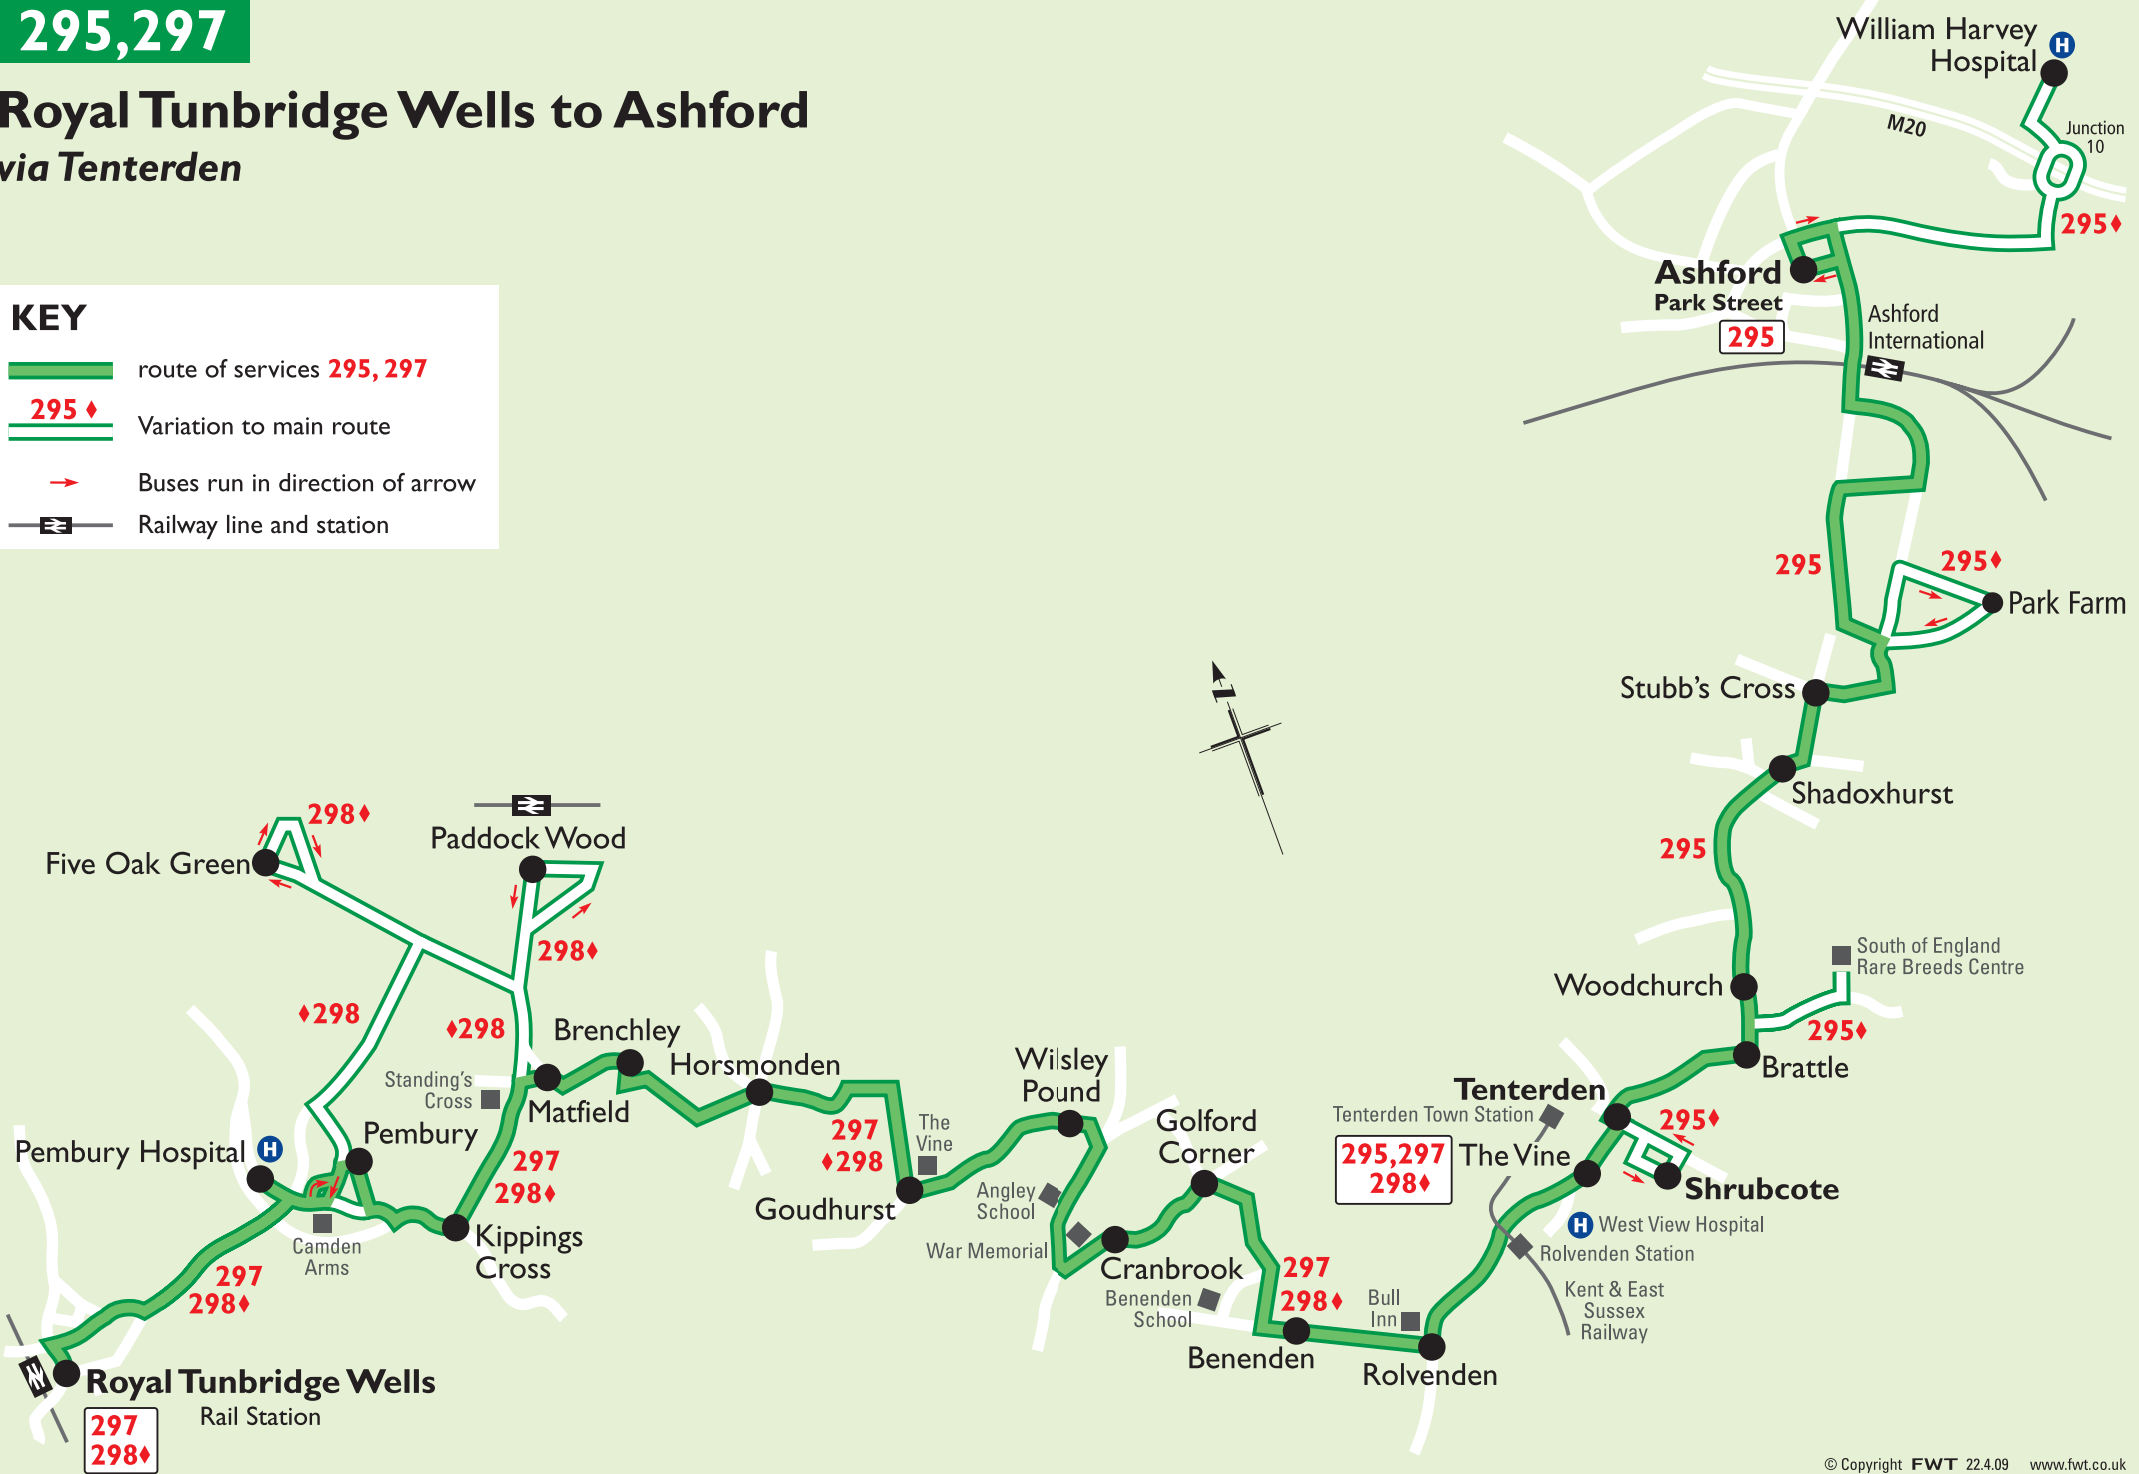 295,297
Royal Tunbridge Wells to Ashford
via Tenterden
KEY
route of services 295, 297
295♦
Variation to main route
Buses run in direction of arrow
Railway line and station
William Harvey
Hospital
H
M20
Junction
10
295♦
Ashford
Park Street
295
Ashford
International
295
295♦
Park Farm
Stubb's Cross
Shadoxhurst
295
Woodchurch
South of England
Rare Breeds Centre
295♦
Brattle
Tenterden
Tenterden Town Station
295♦
295,297
298♦
The Vine
Shrubcote
H
West View Hospital
Rolvenden Station
Kent & East
Sussex
Railway
298♦
Five Oak Green
Paddock Wood
298♦
♦298
♦298
Brenchley
Horsmonden
Standing's
Cross
Matfield
Pembury
Pembury Hospital
H
297
298♦
Camden
Arms
Kippings
Cross
297
298♦
297
♦298
The
Vine
Goudhurst
Wilsley
Pound
Angley
School
War Memorial
Golford
Corner
Cranbrook
Benenden
School
297
298♦
Bull
Inn
Benenden
Rolvenden
Royal Tunbridge Wells
Rail Station
297
298♦
© Copyright FWT 22.4.09 www.fwt.co.uk